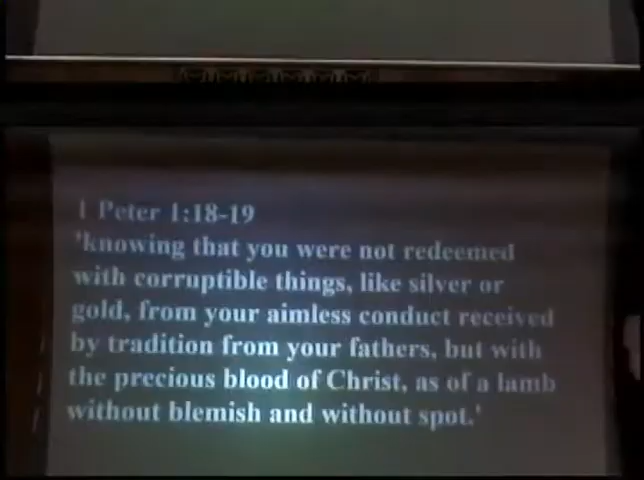 1 Peter 1:18-19
'knowing that you were not redeemed
with corruptible things, like silver or
gold, from your aimless conduct received
by tradition from your fathers, but with
the precious blood of Christ, as of a lamb
without blemish and without spot.'